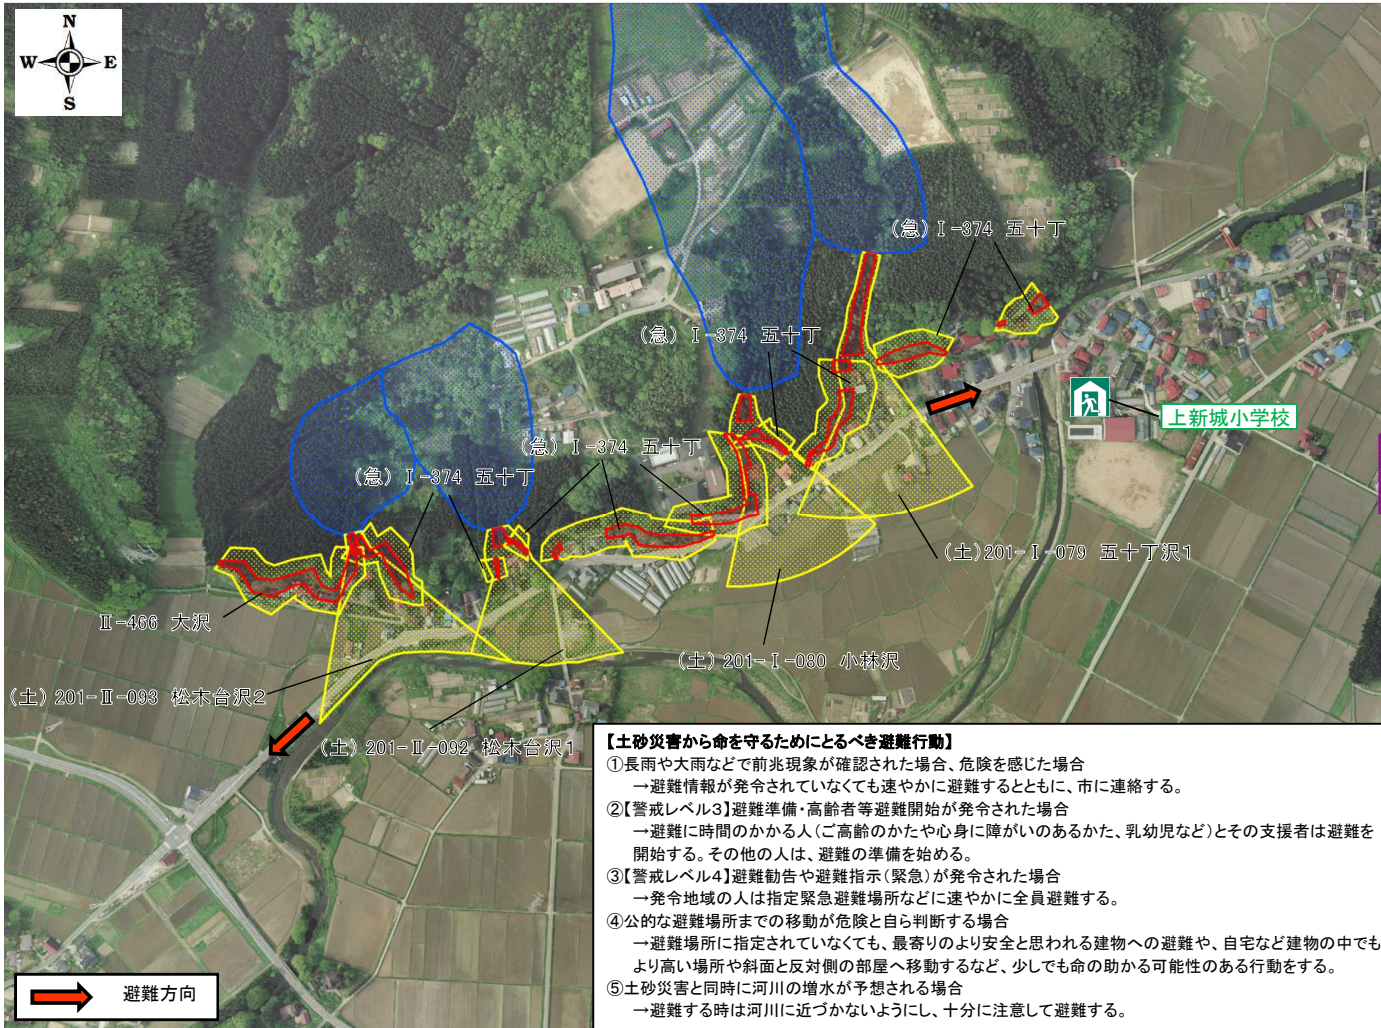 N
W E
S
(急) Ⅰ-374 五十丁
(急) Ⅰ-374 五十丁
上新城小学校
(急) Ⅰ-374 五十丁
(急) Ⅰ-374 五十丁
(土)201-Ⅰ-079 五十丁沢1
Ⅱ-466 大沢
(土) 201-Ⅰ-080 小林沢
(土) 201-Ⅱ-093 松木台沢2
(土) 201-Ⅱ-092 松木台沢1
【土砂災害から命を守るためにとるべき避難行動】
①長雨や大雨などで前兆現象が確認された場合、危険を感じた場合
→避難情報が発令されていなくても速やかに避難するとともに、市に連絡する。
②【警戒レベル3】避難準備・高齢者等避難開始が発令された場合
→避難に時間のかかる人(ご高齢のかたや心身に障がいのあるかた、乳幼児など)とその支援者は避難を
開始する。その他の人は、避難の準備を始める。
③【警戒レベル4】避難勧告や避難指示(緊急)が発令された場合
→発令地域の人は指定緊急避難場所などに速やかに全員避難する。
④公的な避難場所までの移動が危険と自ら判断する場合
→避難場所に指定されていなくても、最寄りのより安全と思われる建物への避難や、自宅など建物の中でも
より高い場所や斜面と反対側の部屋へ移動するなど、少しでも命の助かる可能性のある行動をする。
⑤土砂災害と同時に河川の増水が予想される場合
→避難する時は河川に近づかないようにし、十分に注意して避難する。
避難方向